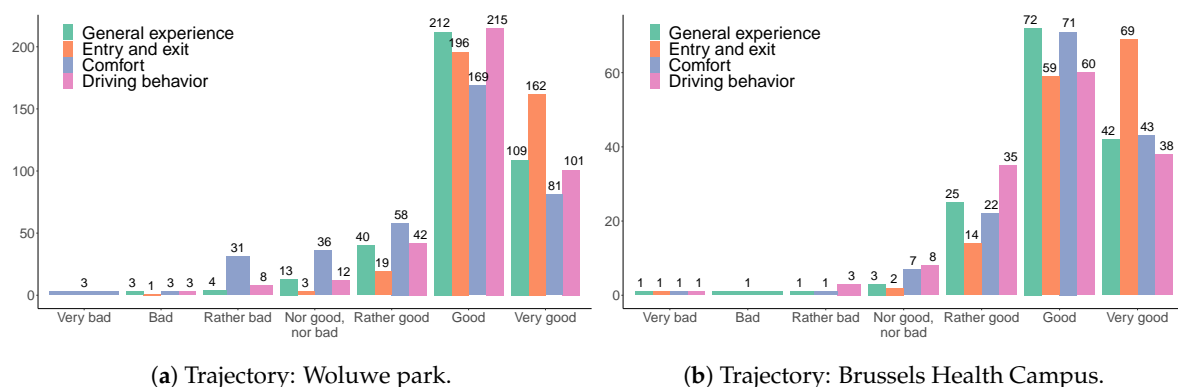 General experience
Entry and exit
Comfort
Driving behavior
200
150
100
50
0
3
3 1 3 3
4 31 8
13 3 36 12
40 19 58 42
212 196 169 215
109 162 81 101
Very bad Bad Rather bad Nor good, Rather good Good Very good
nor bad
(a) Trajectory: Woluwe park.
General experience
Entry and exit
Comfort
Driving behavior
60
40
20
0
1 1 1 1
1
1 1 3
3 2 7 8
25 14 22 35
72 59 71 60
42 69 43 38
Very bad Bad Rather bad Nor good, Rather good Good Very good
nor bad
(b) Trajectory: Brussels Health Campus.